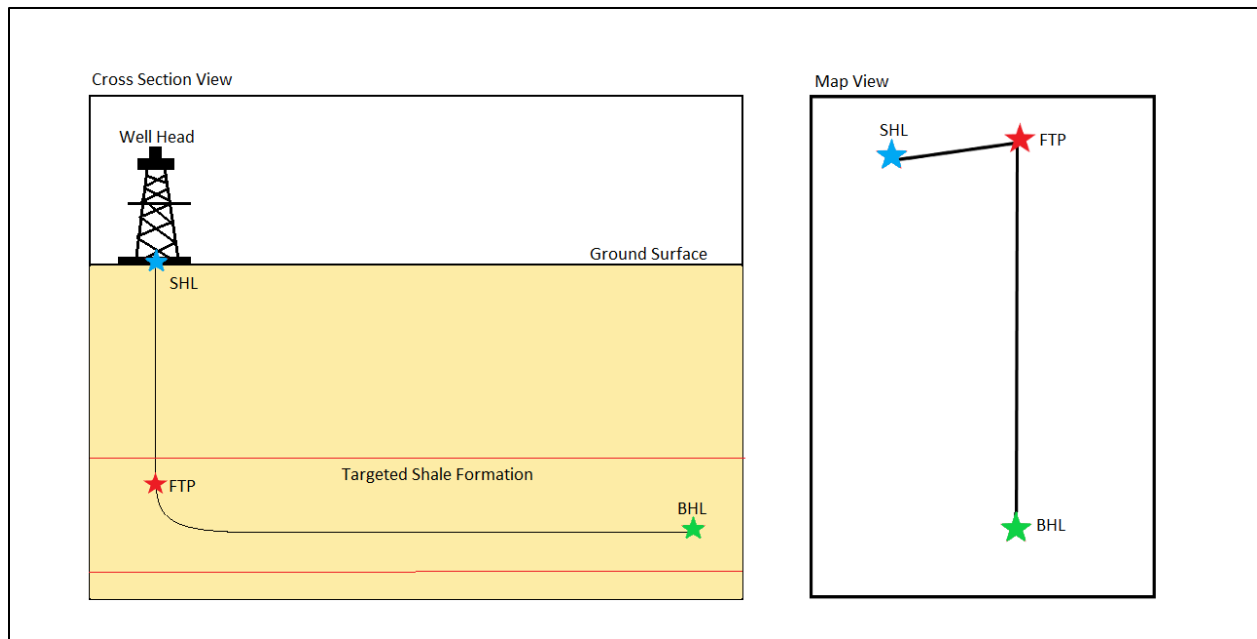 Cross Section View
Well Head
Ground Surface
SHL
Targeted Shale Formation
FTP
BHL
Map View
SHL
FTP
BHL